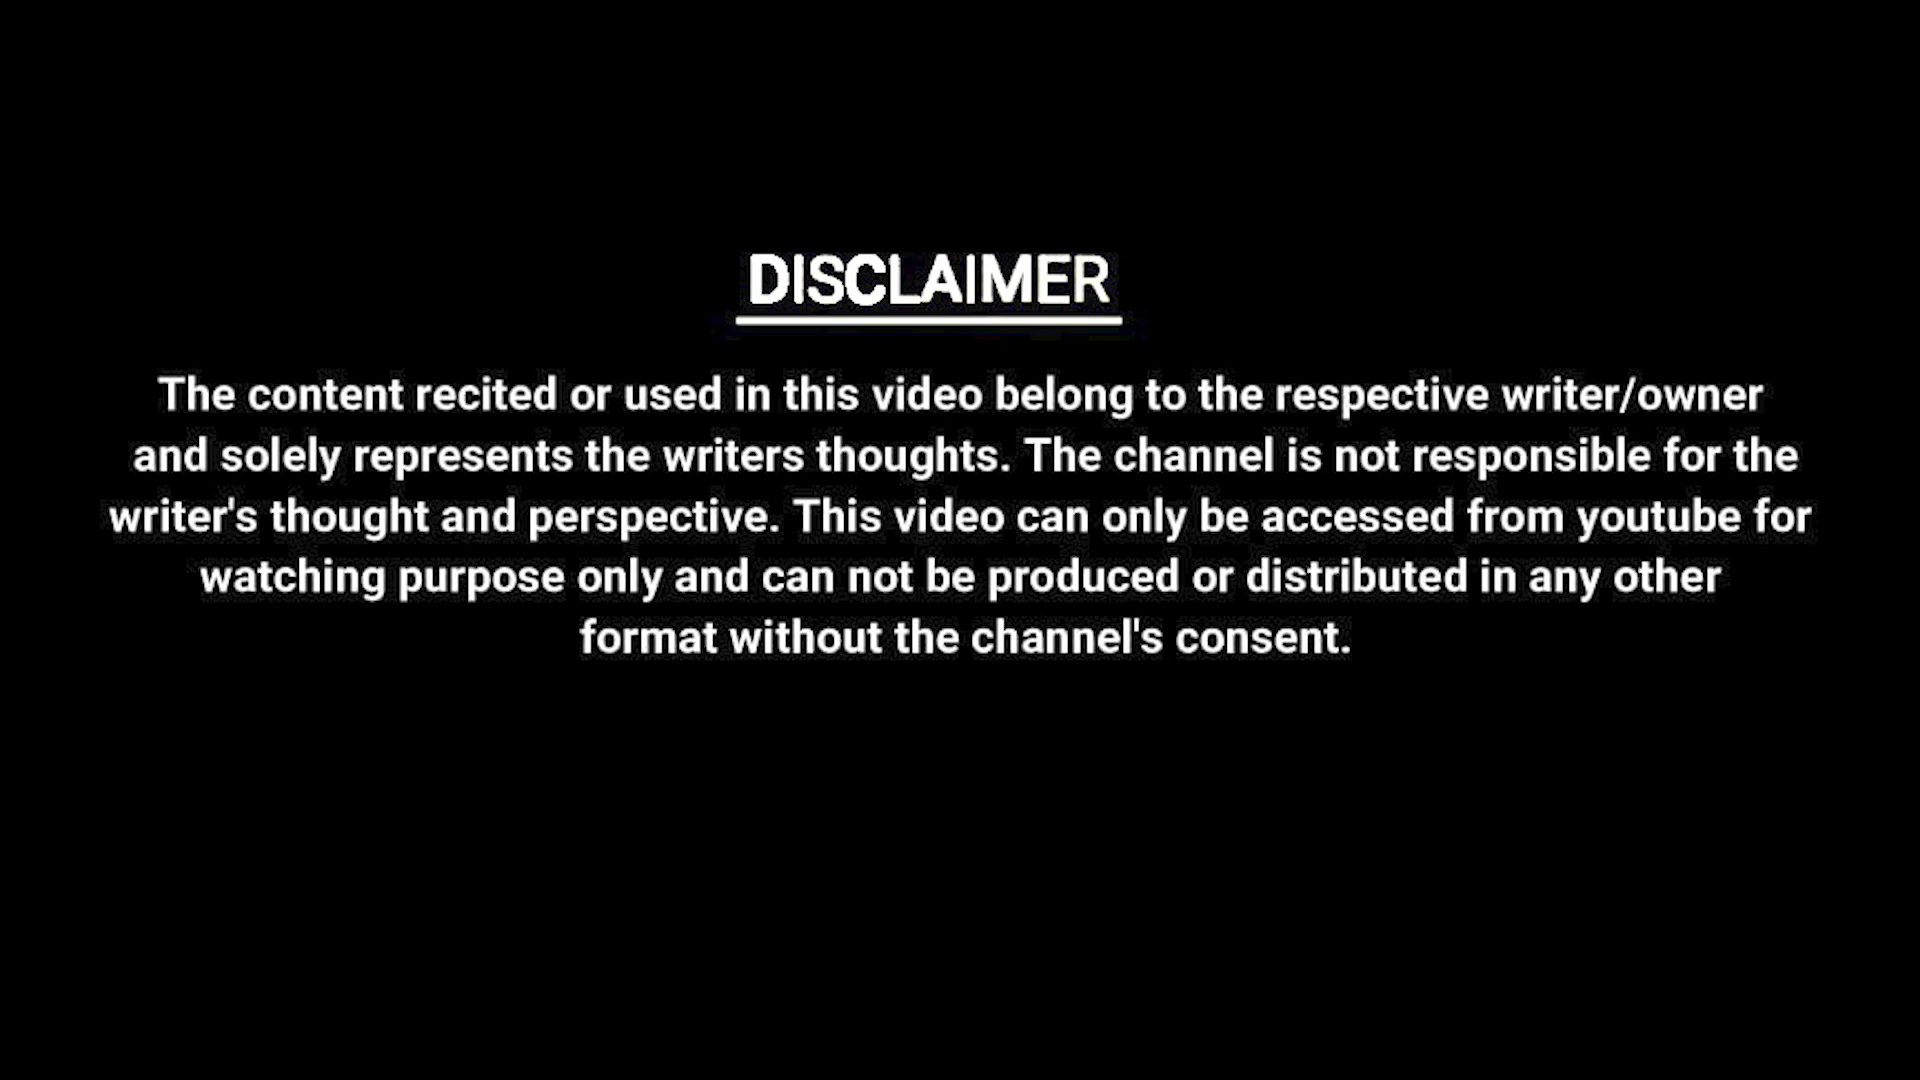 DISCLAIMER
The content recited or used in this video belong to the respective writer/owner
and solely represents the writers thoughts. The channel is not responsible for the
writer's thought and perspective. This video can only be accessed from youtube for
watching purpose only and can not be produced or distributed in any other
format without the channel's consent.